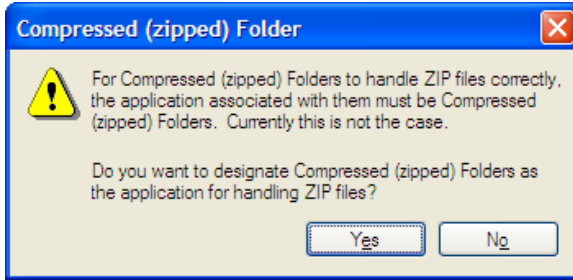 Compressed (zipped) Folder
For Compressed (zipped) Folders to handle ZIP files correctly,
the application associated with them must be Compressed
(zipped) Folders.  Currently this is not the case.
Do you want to designate Compressed (zipped) Folders as
the application for handling ZIP files?
Yes
No